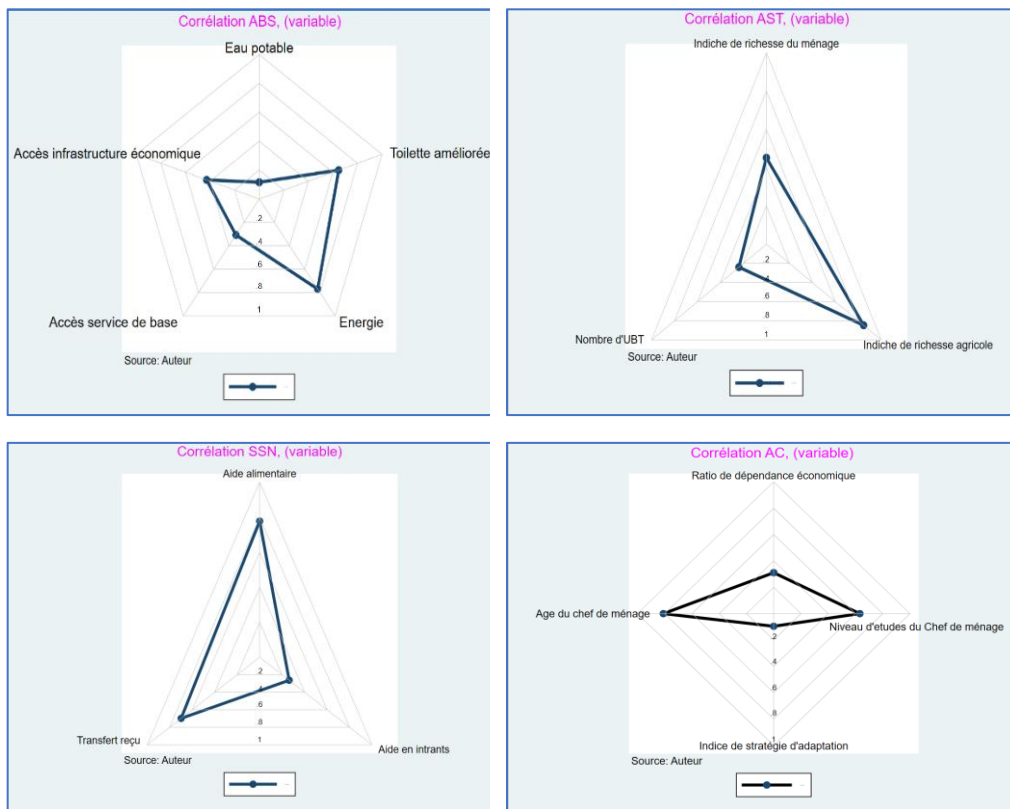 Corrélation ABS, (variable)
Eau potable
Accès infrastructure économique
Toilette améliorée
.2
.4
.6
.8
1
Accès service de base
Energie
Source: Auteur
Corrélation AST, (variable)
Indiche de richesse du ménage
.2
.4
.6
.8
1
Nombre d'UBT
Indiche de richesse agricole
Source: Auteur
Corrélation SSN, (variable)
Aide alimentaire
.2
.4
.6
.8
1
Transfert reçu
Aide en intrants
Source: Auteur
Corrélation AC, (variable)
Ratio de dépendance économique
Age du chef de ménage
Niveau d'etudes du Chef de ménage
.2
.4
.6
.8
1
Indice de stratégie d'adaptation
Source: Auteur